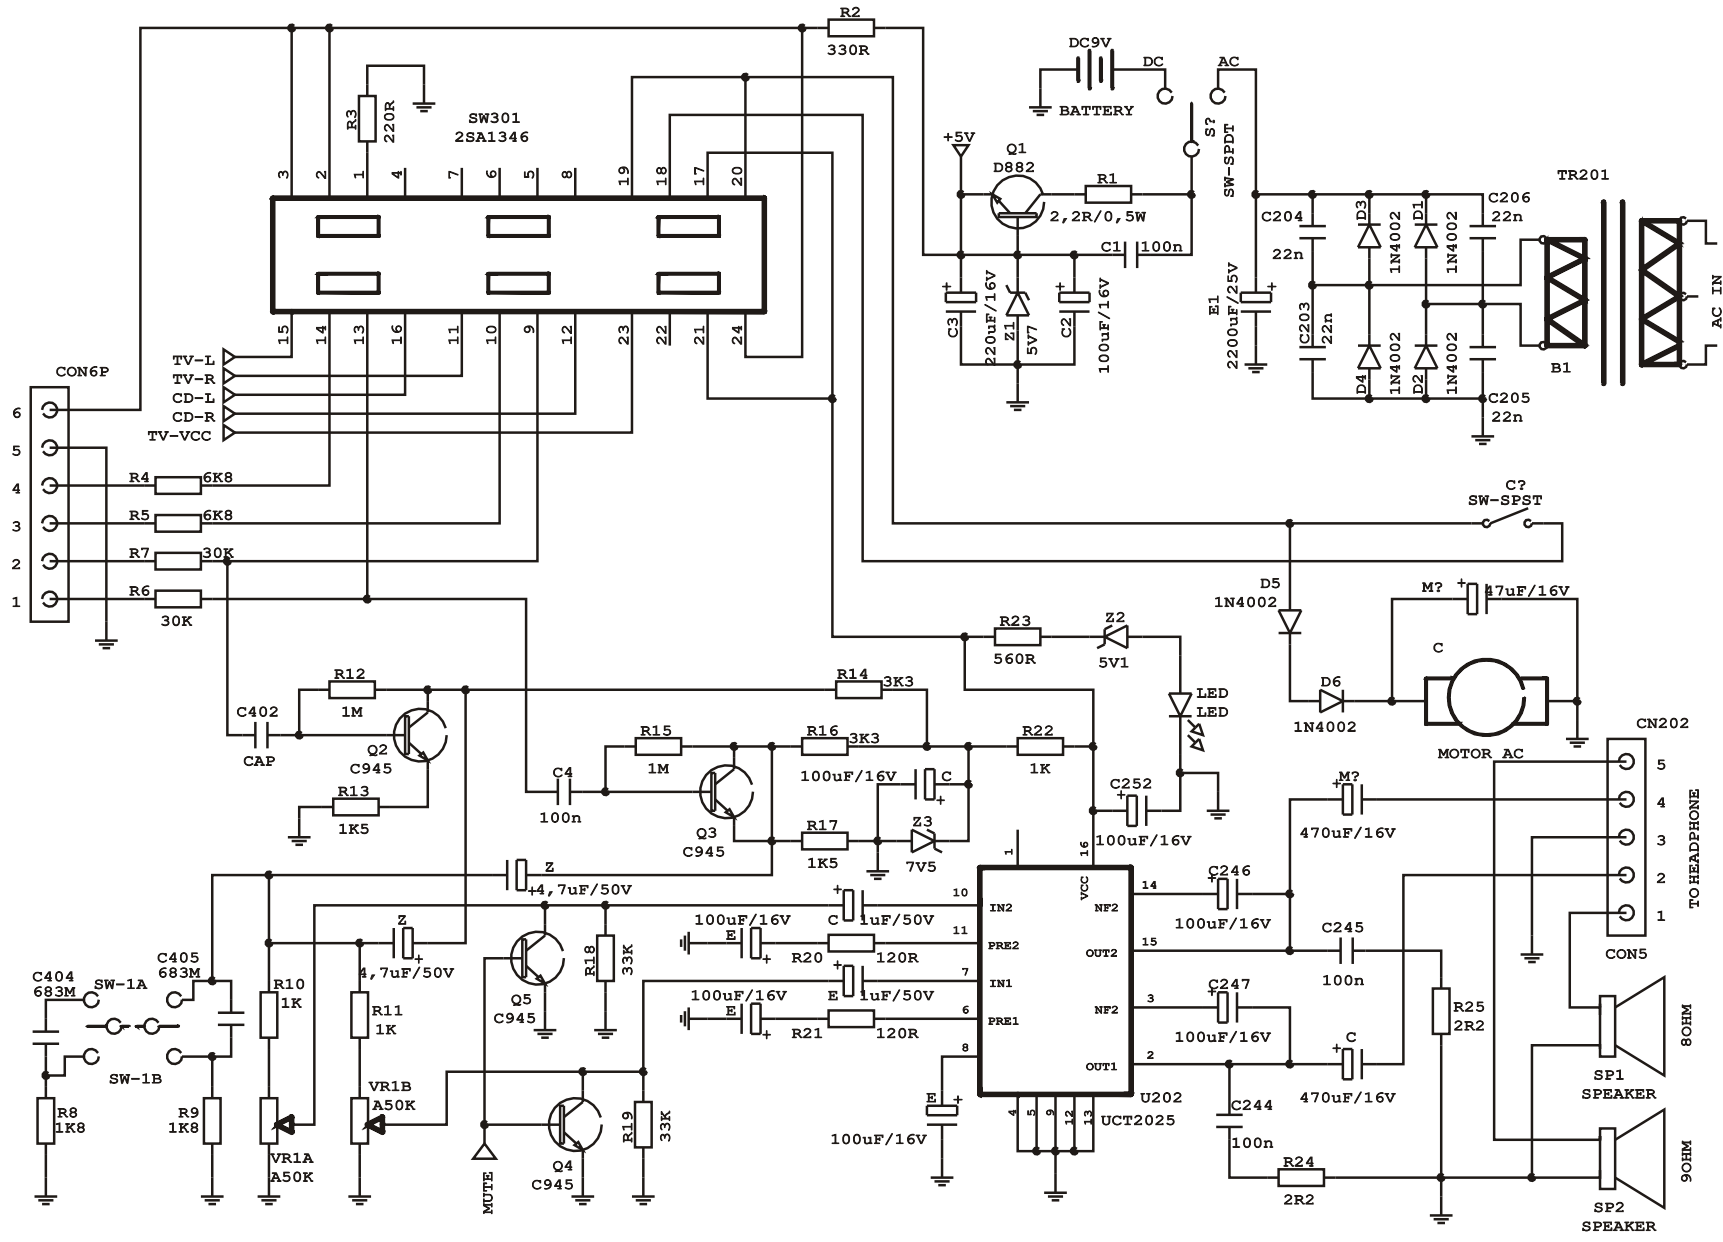 R2
330R
R3
220R
SW301
2SA1346
3
2
1
4
7
6
5
8
19
18
17
20
15
14
13
16
11
10
9
12
23
22
21
24
TV-L
TV-R
CD-L
CD-R
TV-VCC
CON6P
6
5
4
3
2
1
R4
6K8
R5
6K8
R7
30K
R6
30K
DC9V
BATTERY
DC
AC
S?
SW-SPDT
+5V
Q1
D882
R1
2,2R/0,5W
C1
100n
+
C3
220uF/16V
Z1
5V7
+
C2
100uF/16V
E1
2200uF/25V
+
C204
22n
C203
22n
D3
1N4002
D1
1N4002
D4
1N4002
D2
1N4002
C206
22n
C205
22n
TR201
B1
AC IN
C?
SW-SPST
D5
1N4002
D6
1N4002
M?
+
47uF/16V
C
MOTOR AC
R23
560R
Z2
5V1
LED
LED
R12
1M
C402
CAP
Q2
C945
R13
1K5
R14
3K3
R15
1M
R16
3K3
R22
1K
C4
100n
Q3
C945
100uF/16V
C
+
R17
1K5
Z3
7V5
C252
+
100uF/16V
Z
+
4,7uF/50V
Z
+
4,7uF/50V
C404
683M
SW-1A
C405
683M
SW-1B
R8
1K8
R9
1K8
R10
1K
R11
1K
VR1A
A50K
VR1B
A50K
Q5
C945
R18
33K
MUTE
Q4
C945
R19
33K
+
C
1uF/50V
100uF/16V
E
+
R20
120R
+
E
1uF/50V
100uF/16V
E
+
R21
120R
E
+
100uF/16V
1
16
VCC
10
IN2
11
PRE2
7
IN1
6
PRE1
8
14
NF2
15
OUT2
3
NF2
2
OUT1
4
5
9
12
13
U202
UCT2025
C246
+
100uF/16V
C247
+
100uF/16V
M?
+
470uF/16V
C245
100n
C
+
470uF/16V
C244
100n
R24
2R2
R25
2R2
CN202
5
4
3
2
1
CON5
TO HEADPHONE
SP1
SPEAKER
8OHM
SP2
SPEAKER
9OHM